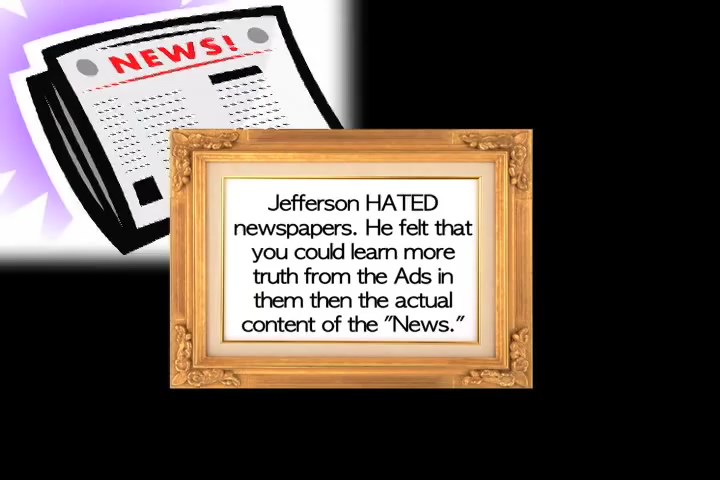 NEWS!
Jefferson HATED
newspapers. He felt that
you could learn more
truth from the Ads in
them then the actual
content of the "News."